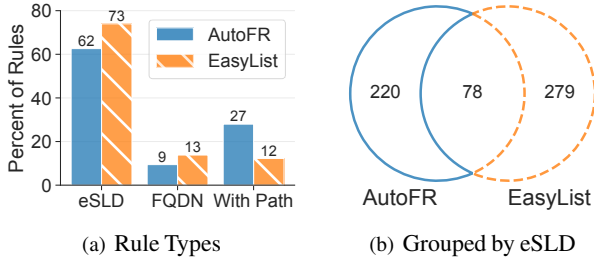 Percent of Rules
80
60
40
20
0
62
73
9
13
27
12
AutoFR
EasyList
eSLD
FQDN
With Path
(a) Rule Types
220
78
279
AutoFR
EasyList
(b) Grouped by eSLD